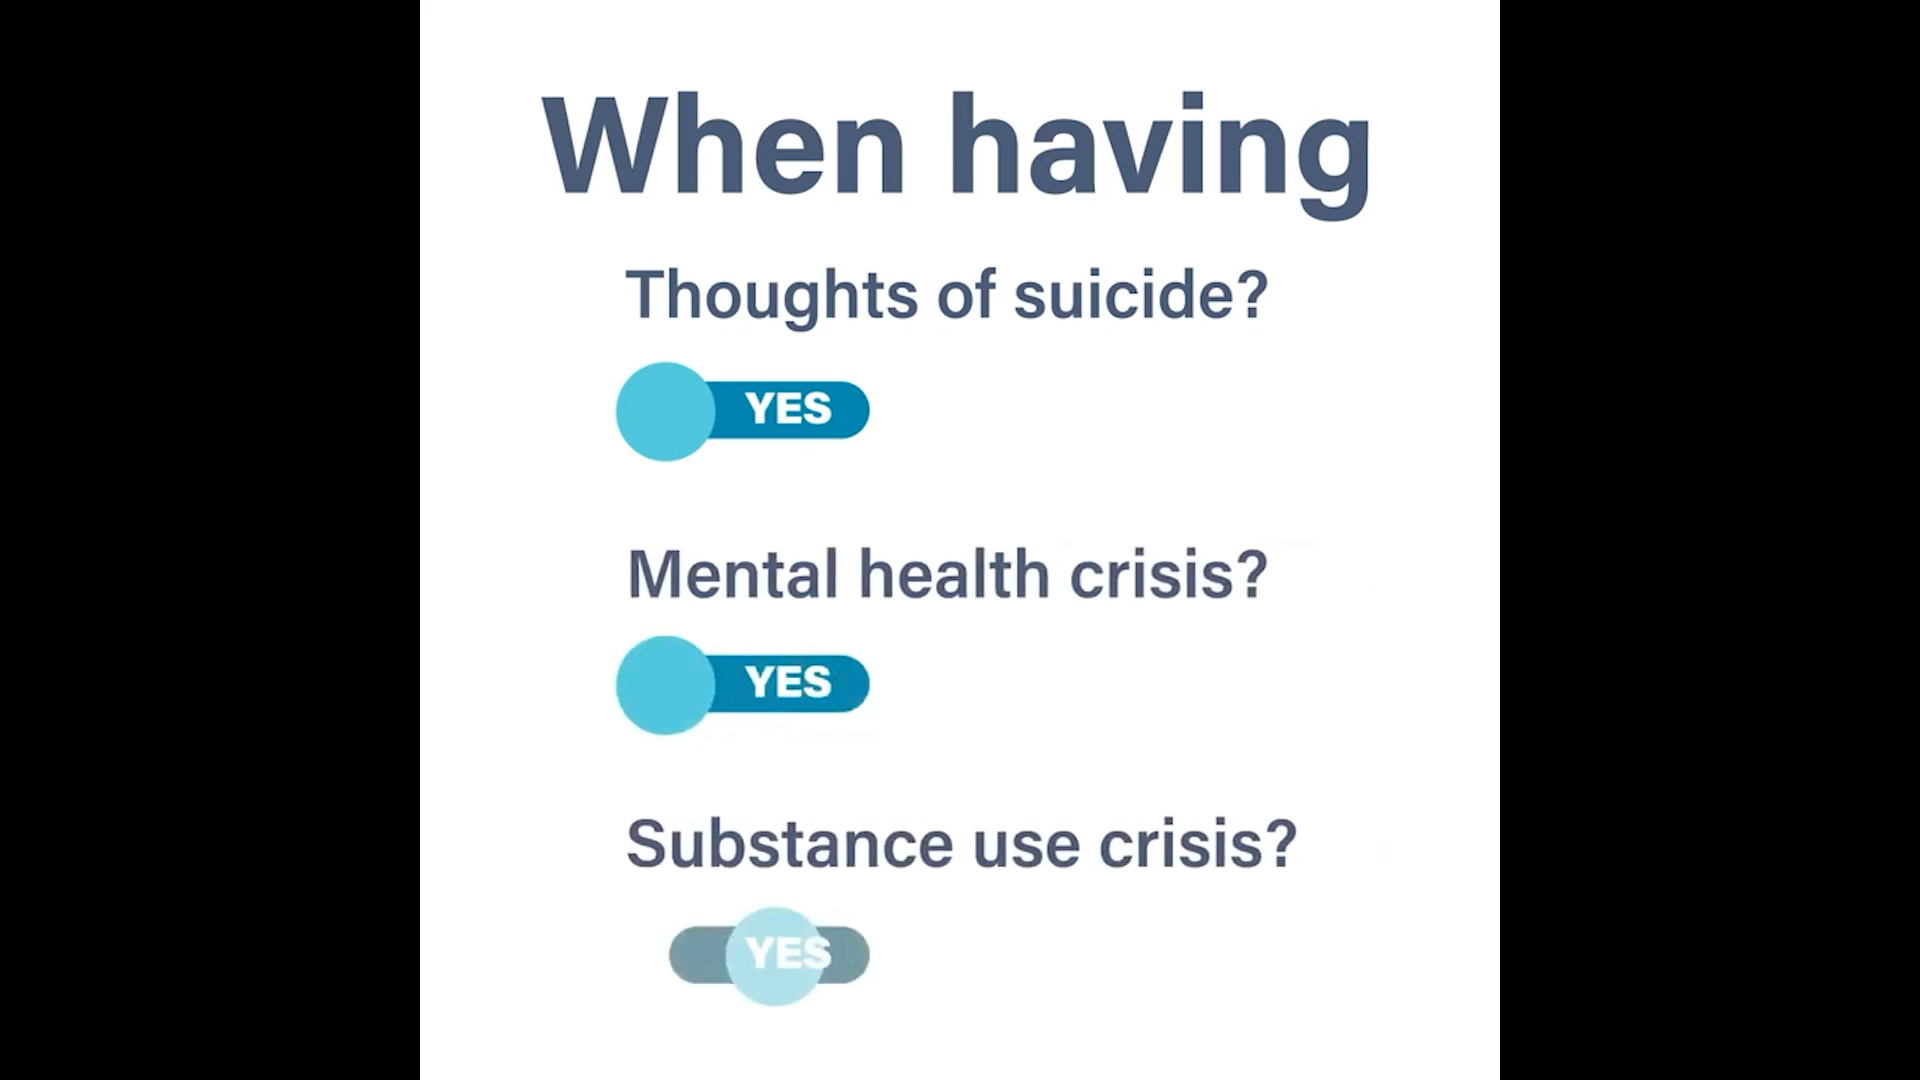 When having
Thoughts of suicide?
YES
Mental health crisis?
YES
Substance use crisis?
YES